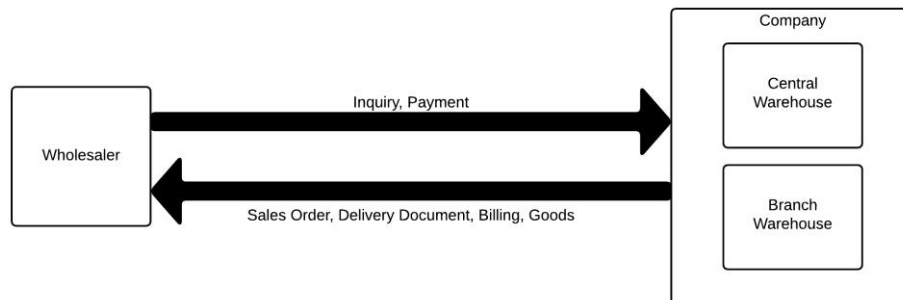 Company
Central
Warehouse
Inquiry, Payment
Wholesaler
Branch
Warehouse
Sales Order, Delivery Document, Billing, Goods